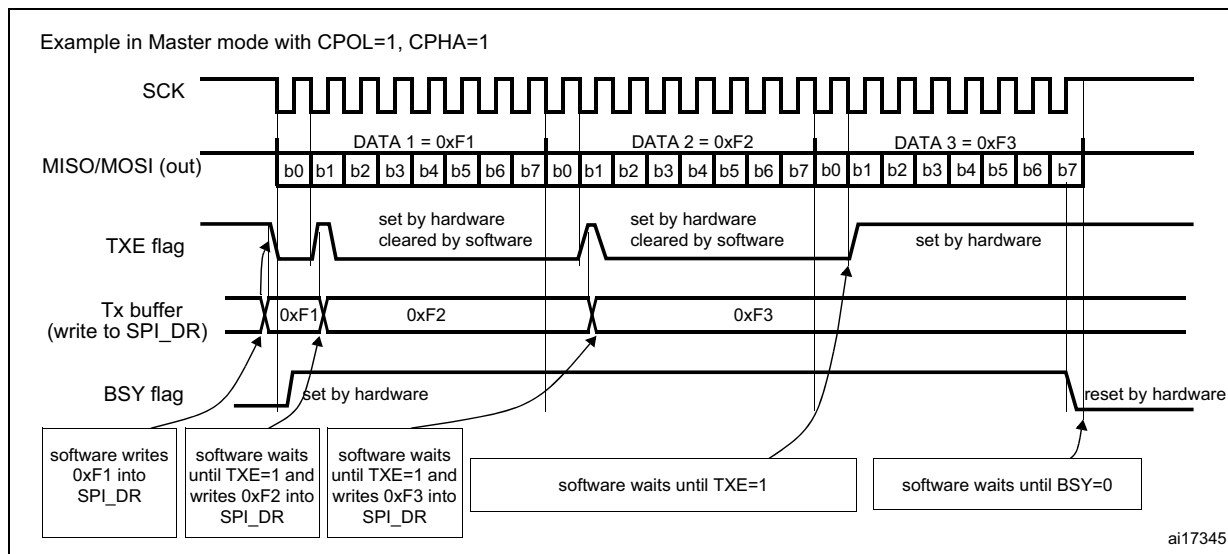 Example in Master mode with CPOL=1, CPHA=1
SCK
DATA 1 = 0xF1
DATA 2 = 0xF2
DATA 3 = 0xF3
MISO/MOSI (out)
b0 b1 b2 b3 b4 b5 b6 b7 b0 b1 b2 b3 b4 b5 b6 b7 b0 b1 b2 b3 b4 b5 b6 b7
TXE flag
set by hardware
cleared by software
set by hardware
cleared by software
set by hardware
Tx buffer
(write to SPI_DR)
0xF1
0xF2
0xF3
BSY flag
set by hardware
reset by hardware
software writes
0xF1 into
SPI_DR
software waits
until TXE=1 and
writes 0xF2 into
SPI_DR
software waits
until TXE=1 and
writes 0xF3 into
SPI_DR
software waits until TXE=1
software waits until BSY=0
ai17345